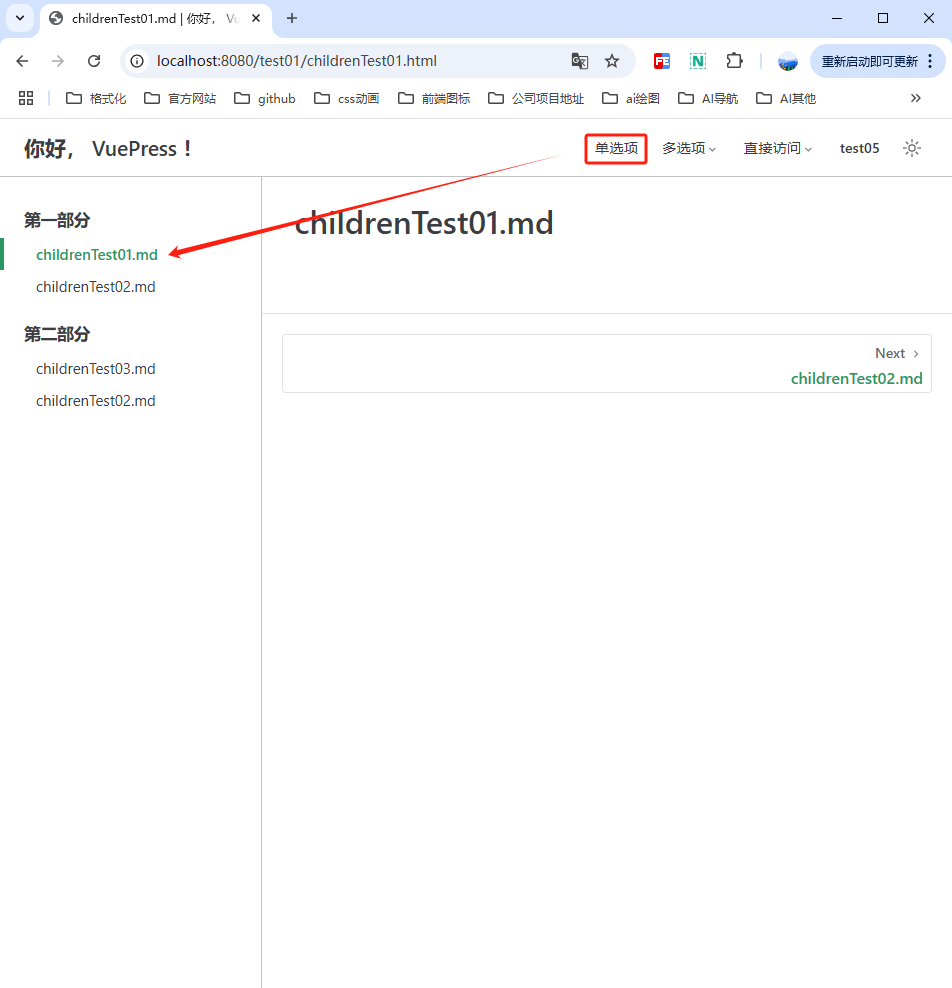 childrenTest01.md | 你好， Vu
localhost:8080/test01/childrenTest01.html
重新启动即可更新
格式化 官方网站 github css动画 前端图标 公司项目地址 ai绘图 AI导航 AI其他
你好， VuePress！ 单选项 多选项 直接访问 test05
第一部分
childrenTest01.md
childrenTest02.md
第二部分
childrenTest03.md
childrenTest02.md
childrenTest01.md
Next
childrenTest02.md